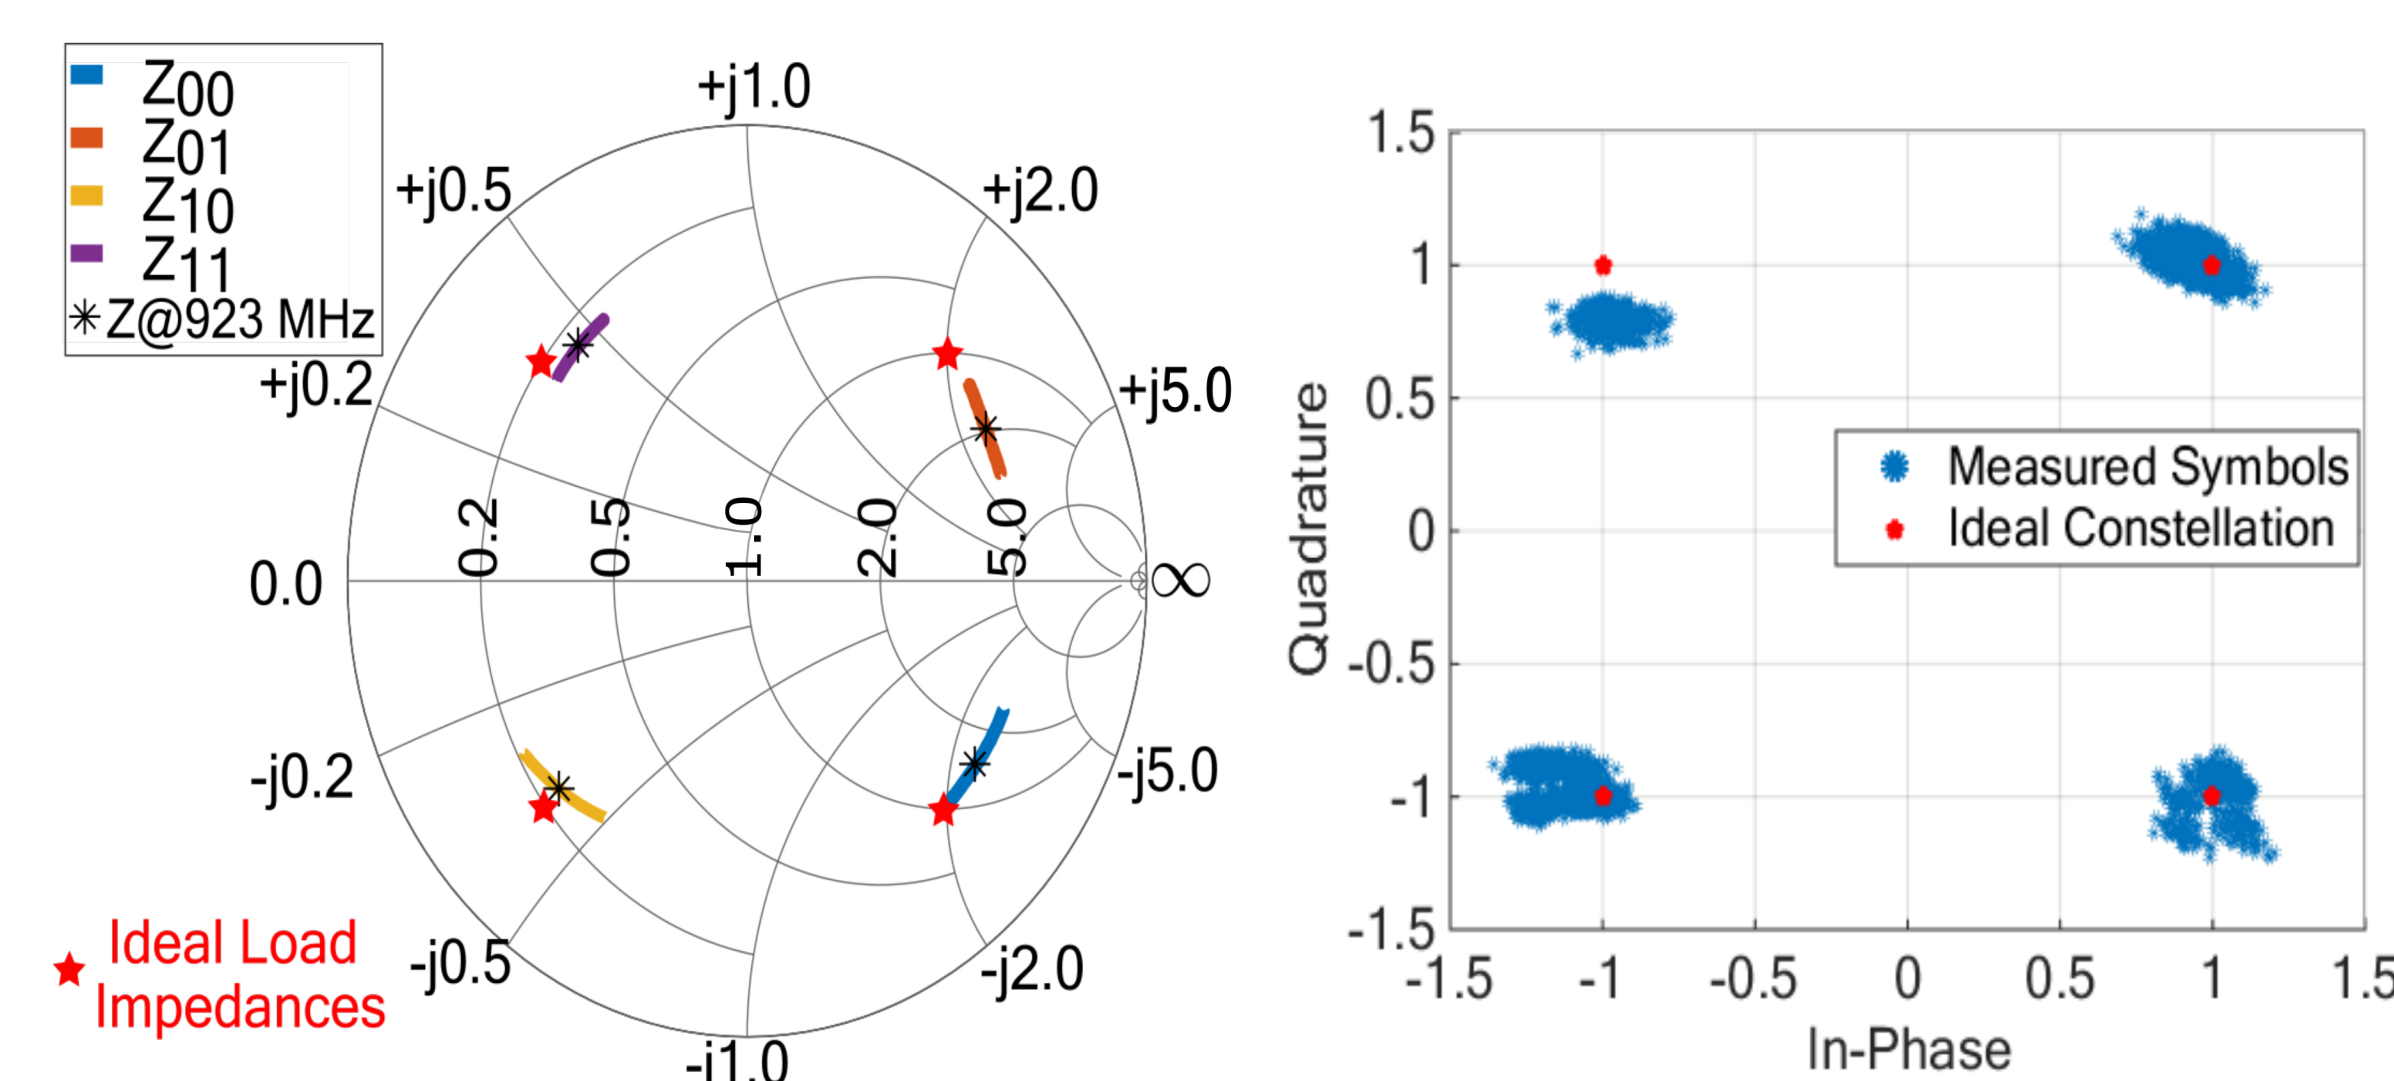 Z00
Z01
Z10
Z11
Z@923 MHz
+j1.0
+j0.5
+j2.0
+j0.2
+j5.0
0.0
0.2
0.5
1.0
2.0
5.0
∞
-j0.2
-j5.0
-j0.5
-j2.0
-j1.0
Ideal Load
Impedances
1.5
1
0.5
0
-0.5
-1
-1.5
Quadrature
Measured Symbols
Ideal Constellation
-1.5
-1
-0.5
0
0.5
1
1.5
In-Phase